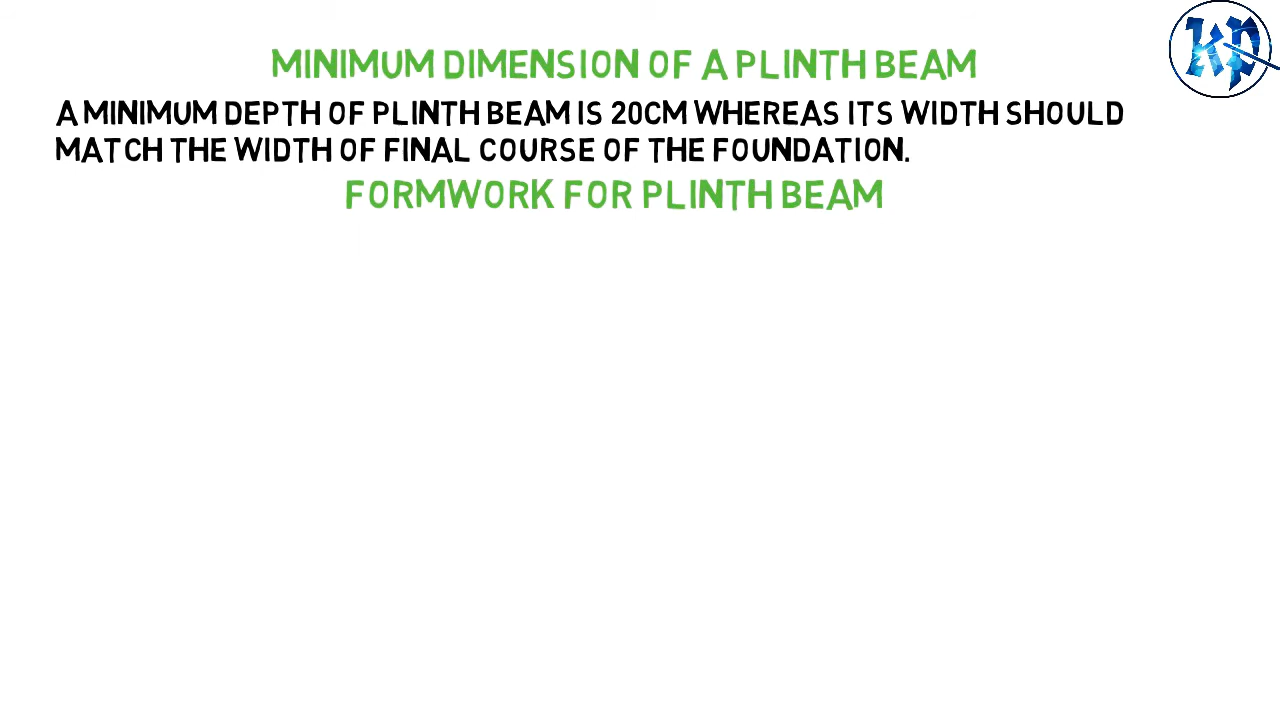 MINIMUM DIMENSION OF A PLINTH BEAM
A MINIMUM DEPTH OF PLINTH BEAM IS 20CM WHEREAS ITS WIDTH SHOULD
MATCH THE WIDTH OF FINAL COURSE OF THE FOUNDATION.
FORMWORK FOR PLINTH BEAM